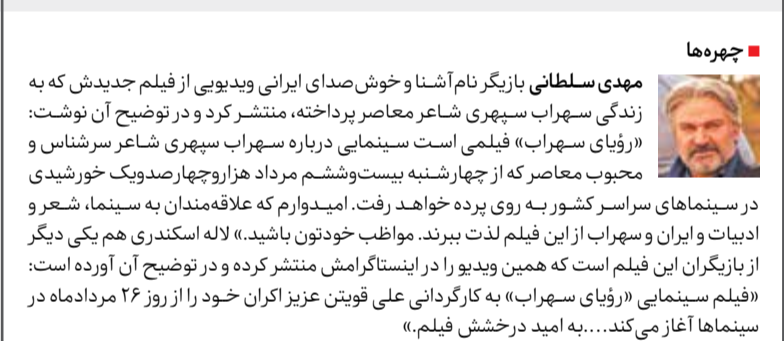 چهره‌ها
مهدی سلطانی بازیگر نام‌آشنا و خوش‌صدای ایرانی ویدیویی از فیلم جدیدش که به
زندگی سهراب سپهری شاعر معاصر پرداخته، منتشر کرد و در توضیح آن نوشت:
«رؤیای سهراب» فیلمی است سینمایی درباره سهراب سپهری شاعر سرشناس و
محبوب معاصر که از چهارشنبه بیست‌وششم مرداد هزاروچهارصدویک خورشیدی
در سینماهای سراسر کشور به روی پرده خواهد رفت. امیدوارم که علاقه‌مندان به سینما، شعر و
ادبیات و ایران و سهراب از این فیلم لذت ببرند. مواظب خودتون باشید.» لاله اسکندری هم یکی دیگر
از بازیگران این فیلم است که همین ویدیو را در اینستاگرامش منتشر کرده و در توضیح آن آورده است:
«فیلم سینمایی «رؤیای سهراب» به کارگردانی علی قویتن عزیز اکران خود را از روز ۲۶ مردادماه در
سینماها آغاز می‌کند....به امید درخشش فیلم.»